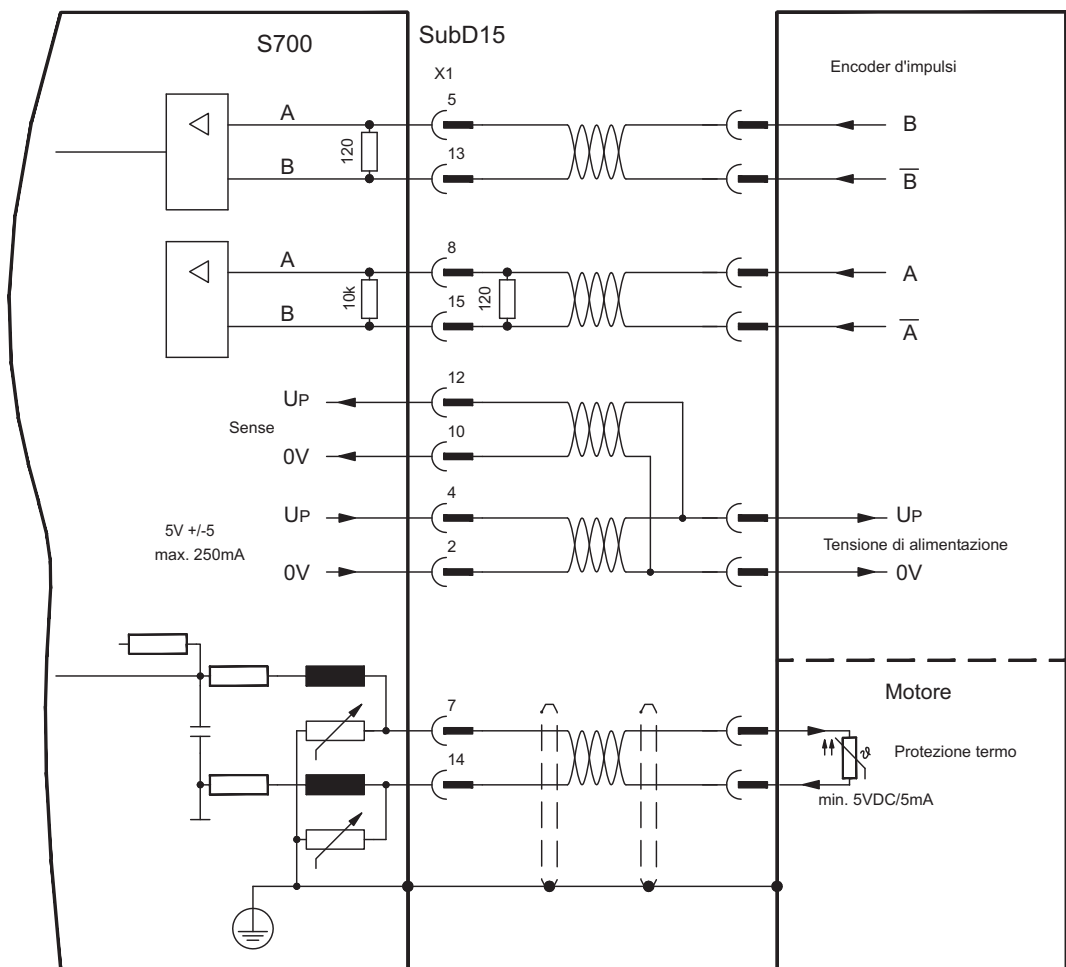 S700
SubD15
X1
Encoder d'impulsi
A
5
B
120
B
13
B
A
8
A
10k
120
B
15
A
UP
12
Sense
0V
10
UP
4
UP
5V +/-5
max. 250mA
Tensione di alimentazione
0V
2
0V
Motore
7
Protezione termo
ϑ
14
min. 5VDC/5mA